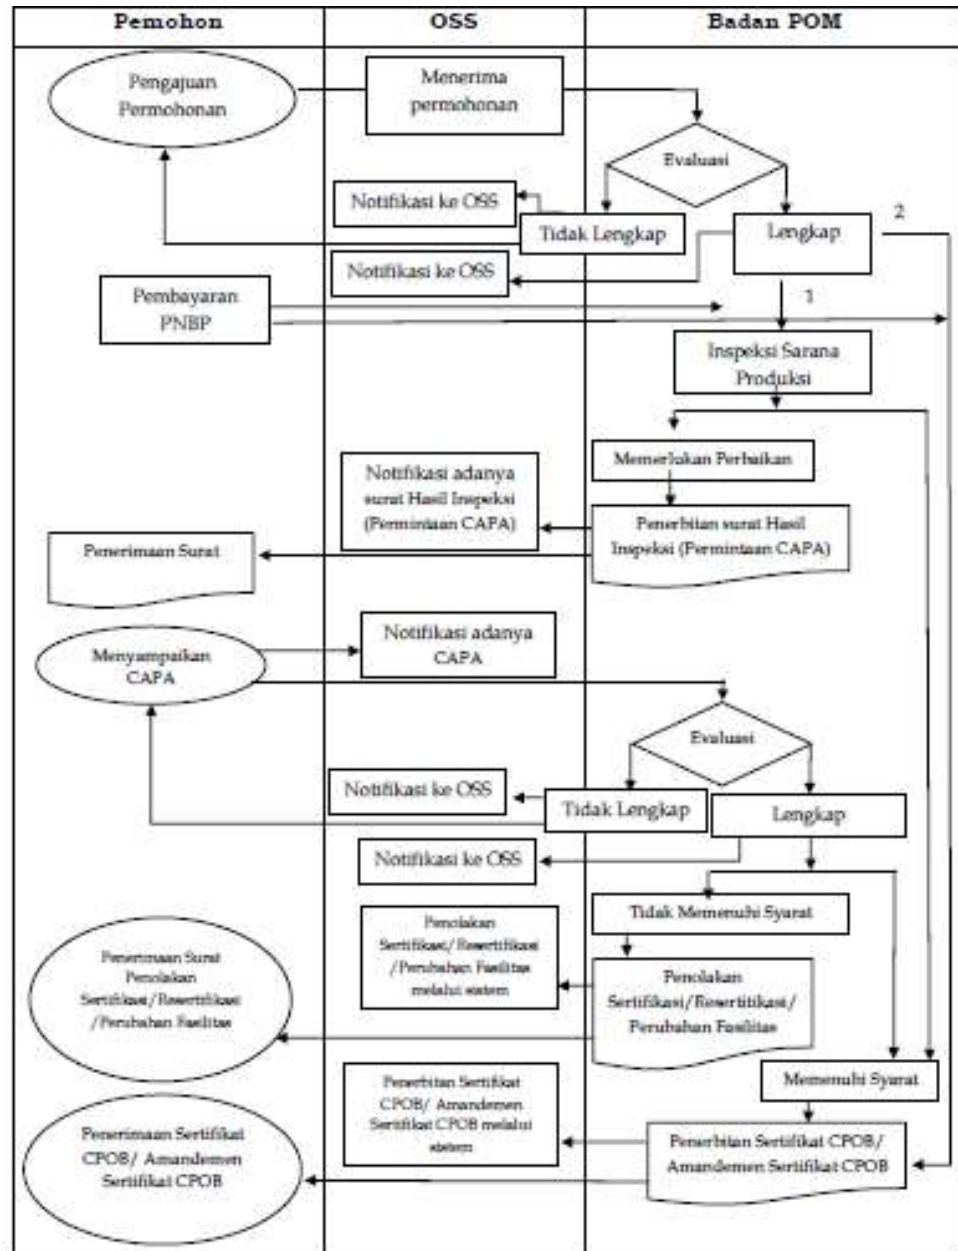 Pemohon
OSS
Badan POM
Pengajuan
Permohonan
Menerima
permohonan
Evaluasi
Notifikasi ke OSS
Tidak Lengkap
Lengkap
2
Notifikasi ke OSS
Pembayaran
PNBP
1
Inspeksi Sarana
Produksi
Memerlukan Perbaikan
Notifikasi adanya
surat Hasil Inspeksi
(Permintaan CAPA)
Penerbitan surat Hasil
Inspeksi (Permintaan CAPA)
Penerimaan Surat
Notifikasi adanya
CAPA
Menyampaikan
CAPA
Evaluasi
Notifikasi ke OSS
Tidak Lengkap
Lengkap
Notifikasi ke OSS
Tidak Memenuhi Syarat
Penolakan
Sertifikasi/Resertifikasi
/Perubahan Fasilitas
melalui sistem
Penerimaan Surat
Penolakan
Sertifikasi/Resertifikasi
/Perubahan Fasilitas
Penolakan
Sertifikasi/Resertitikasi/
Perubahan Fasilitas
Memenuhi Syarat
Penerbitan Sertifikat
CPOB/ Amandemen
Sertifikat CPOB melalui
sistem
Penerimaan Sertifikat
CPOB/ Amandemen
Sertifikat CPOB
Penerbitan Sertifikat CPOB/
Amandemen Sertifikat CPOB